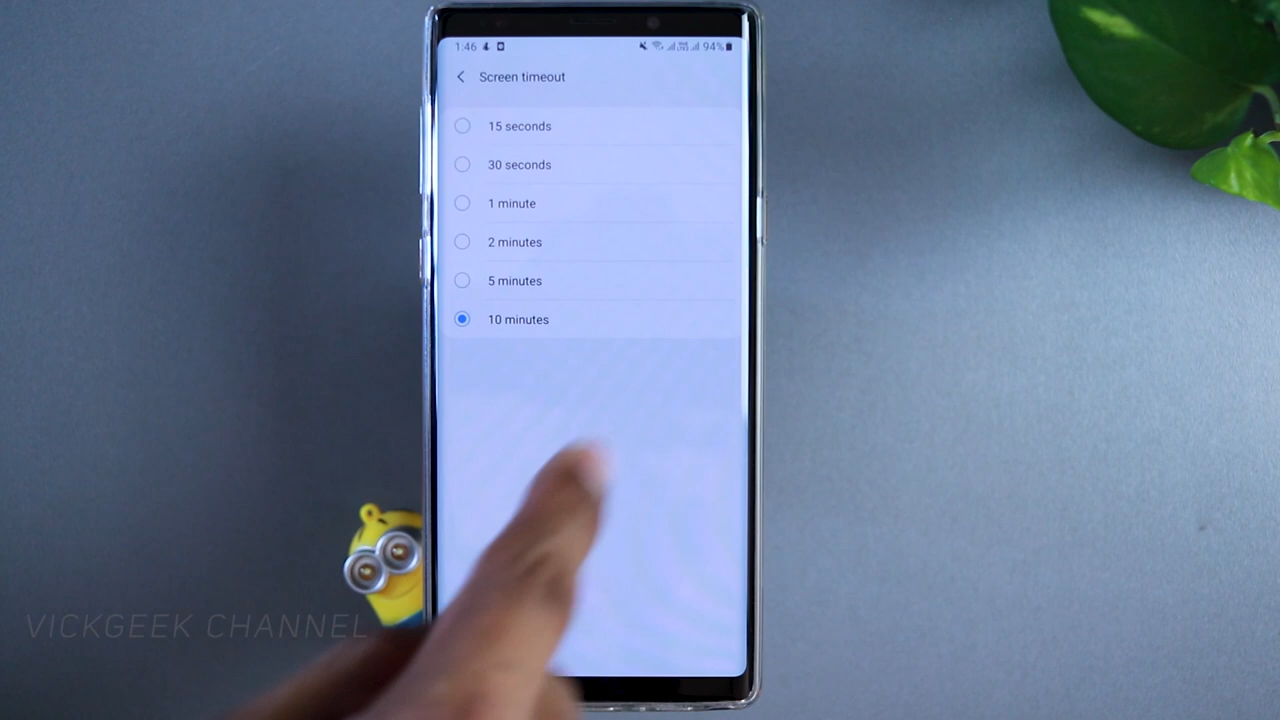 1:46 94%
Screen timeout
15 seconds
30 seconds
1 minute
2 minutes
5 minutes
10 minutes
VICKGEEK CHANNEL